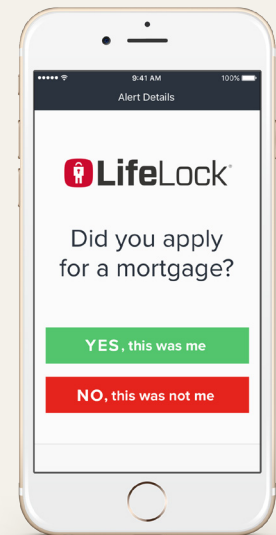 9:41 AM
100%
Alert Details
LifeLock®
Did you apply
for a mortgage?
YES, this was me
NO, this was not me